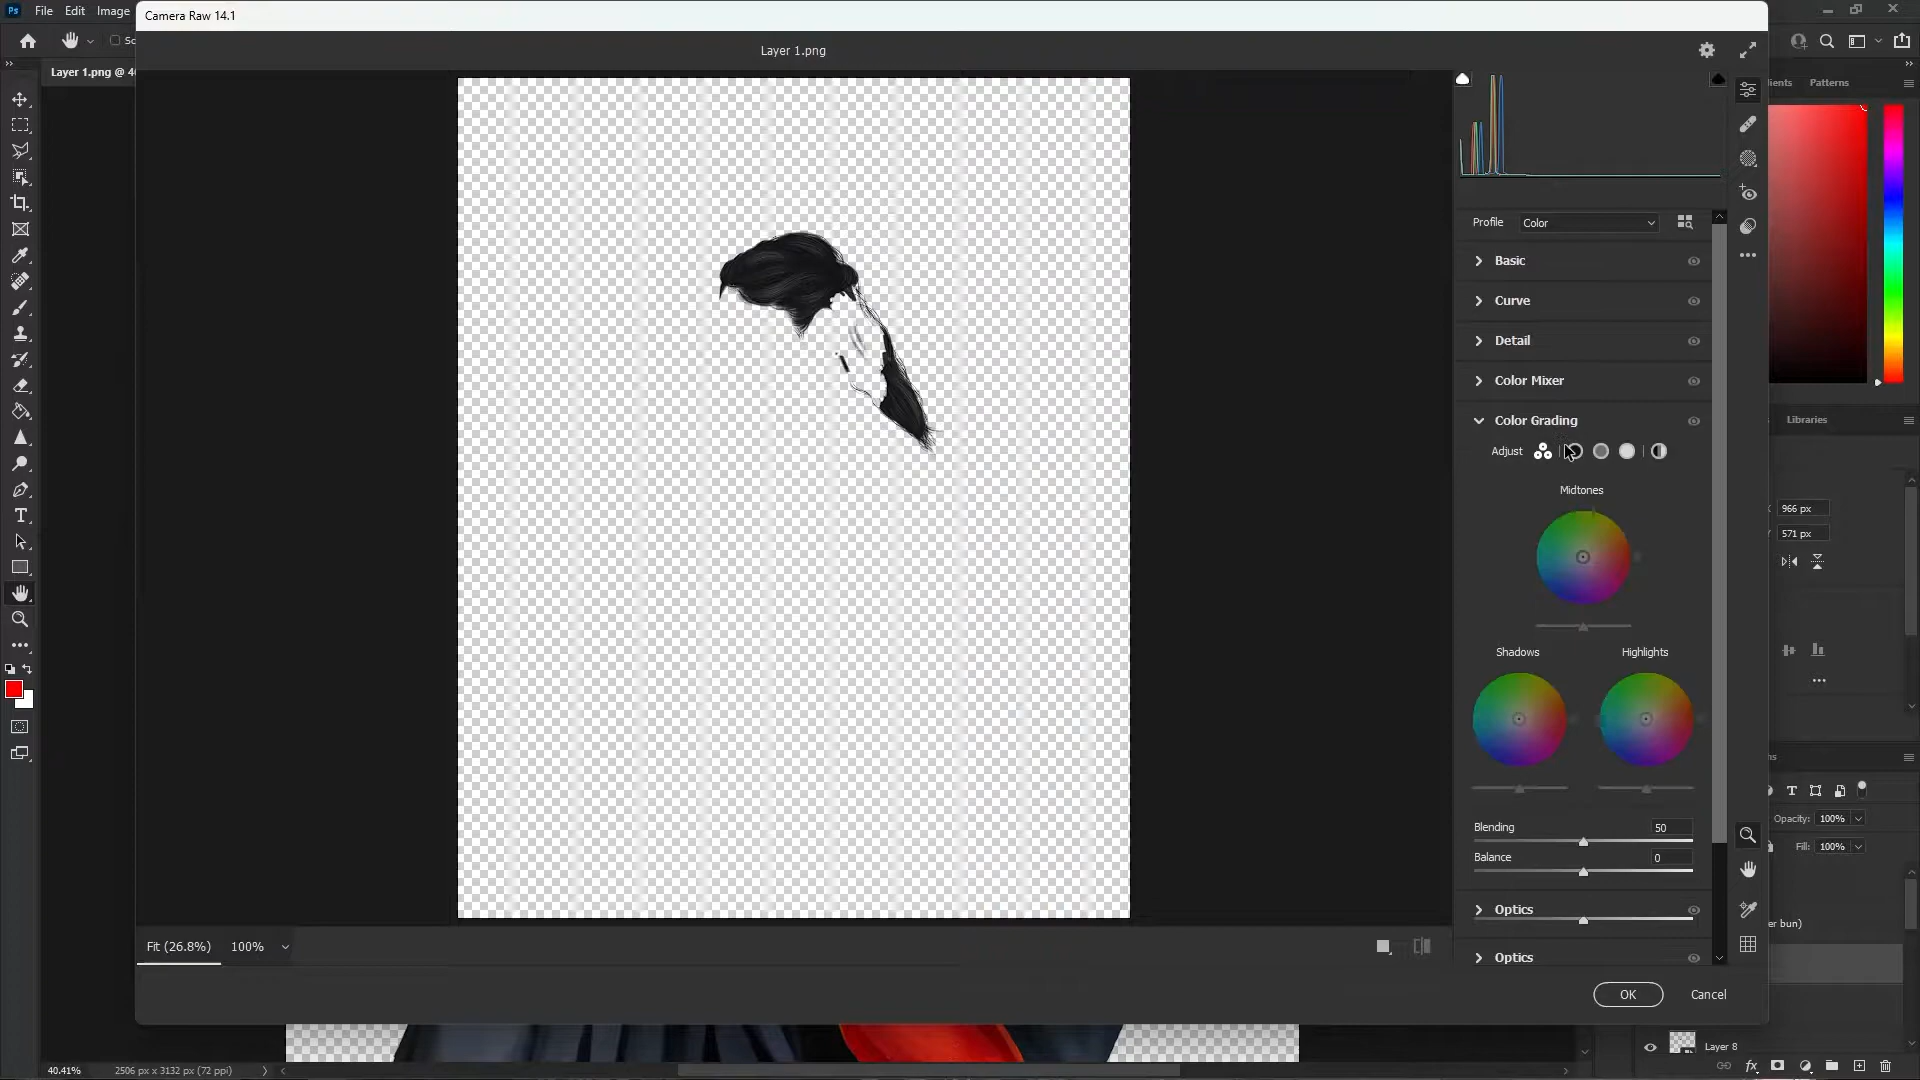 Camera Raw 14.1
Ps File Edit Image
Layer 1.png
Layer 1.png @ 4
Patterns
Profile Color
Basic
Curve
Detail
Color Mixer
Color Grading
Adjust
Midtones
Shadows Highlights
Blending 50
Balance 0
Optics
Optics
Libraries
966 px
571 px
Opacity: 100%
Fill: 100%
er bun)
Layer 8
Fit (26.8%) 100%
OK Cancel
40.41% 2506 px x 3132 px (72 ppi)